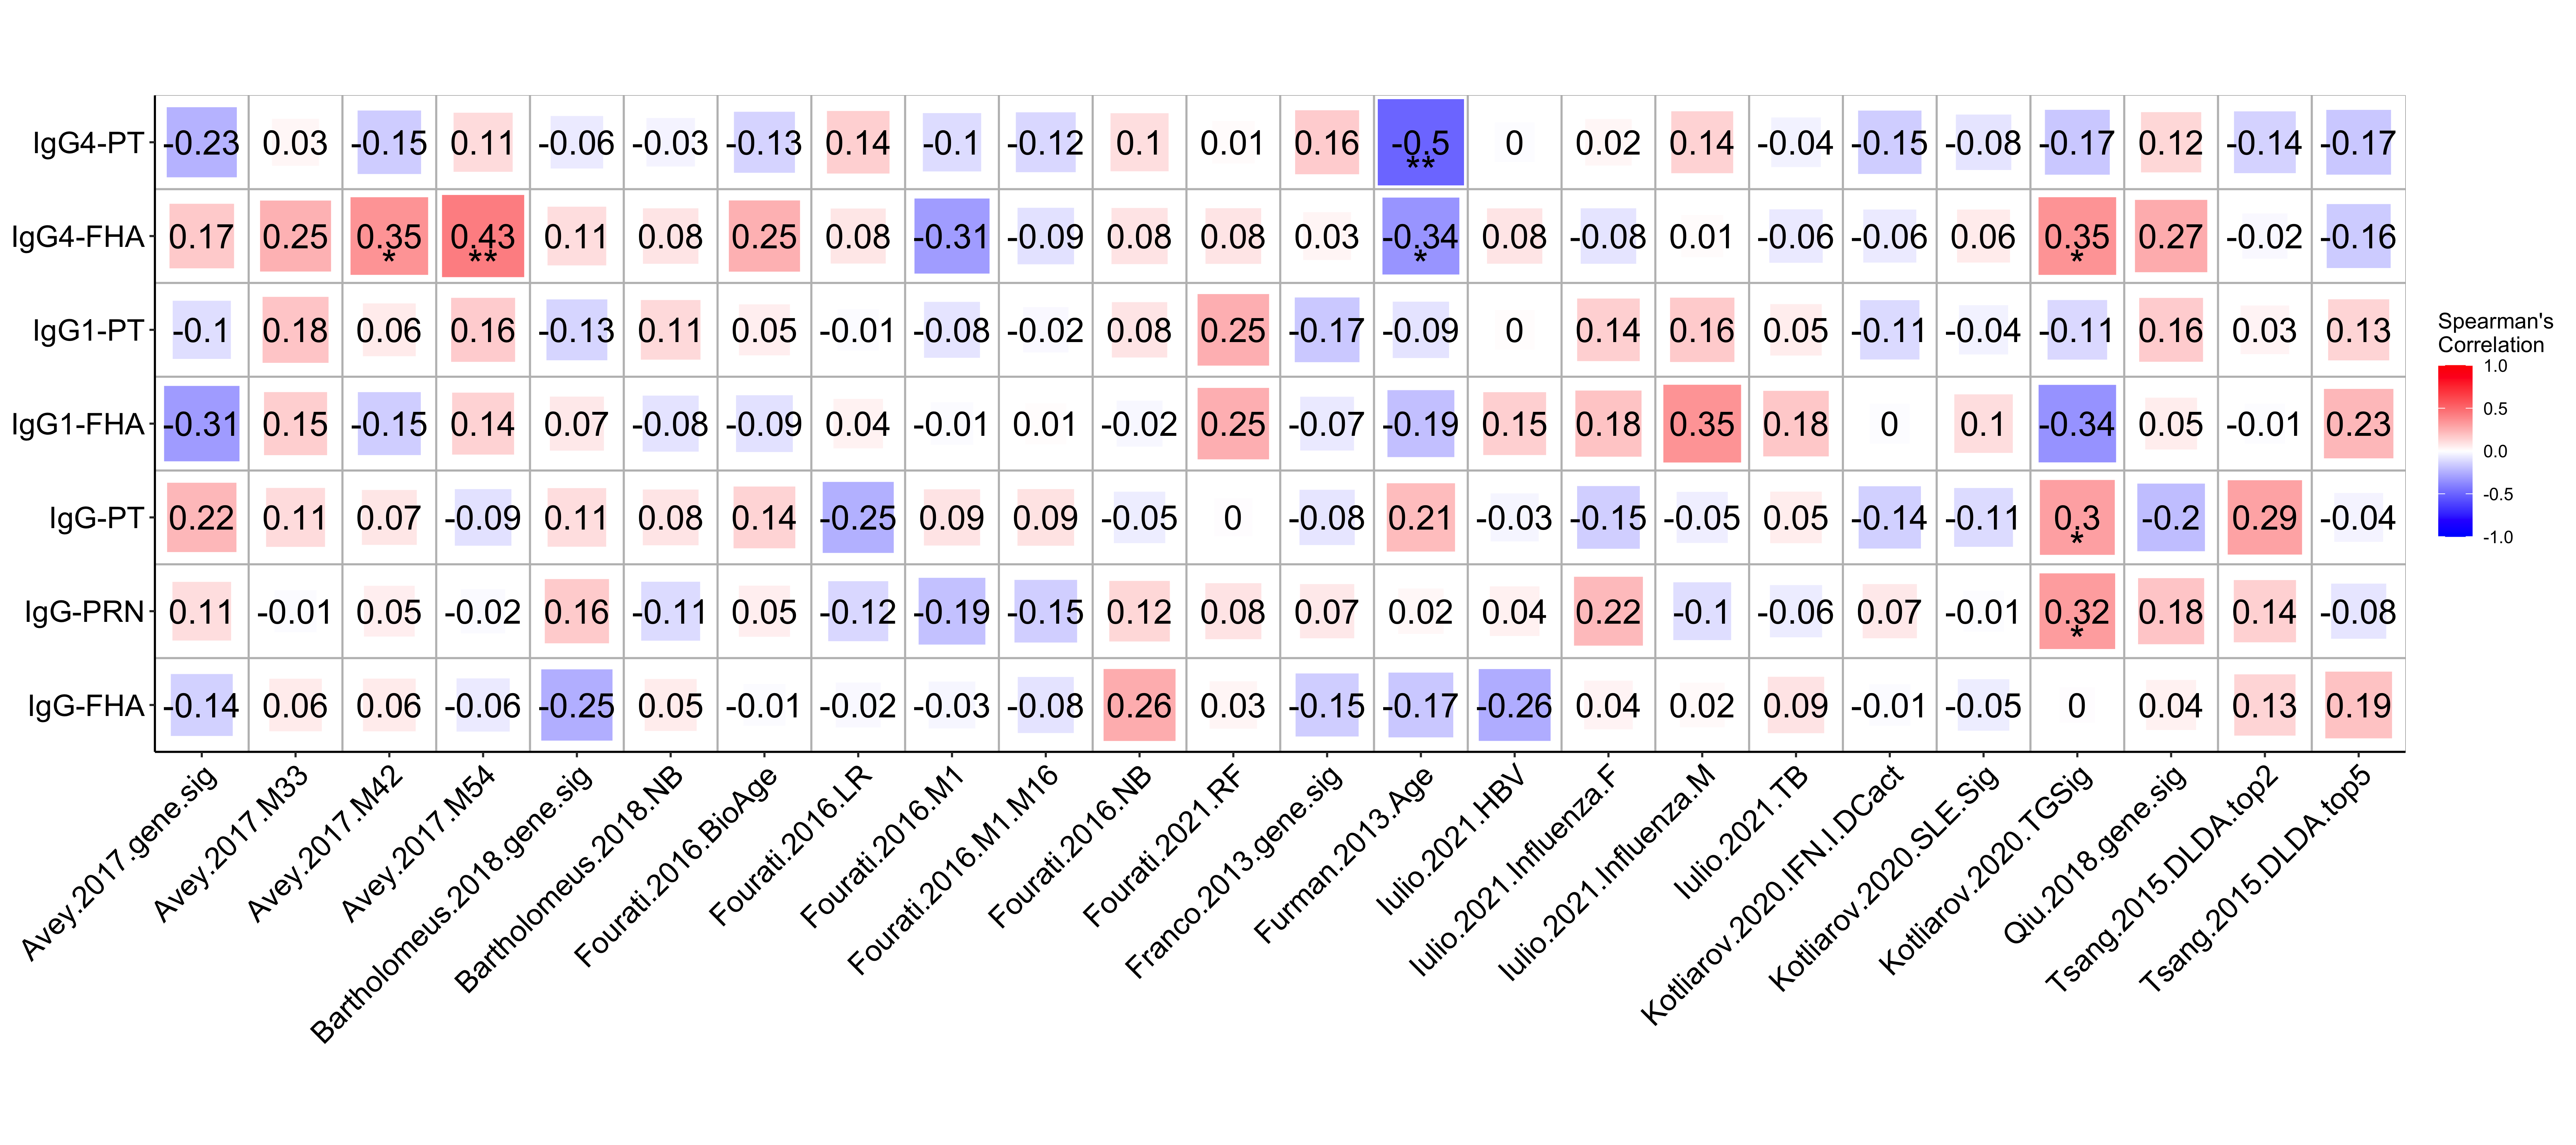 IgG4-PT -0.23 0.03 -0.15 0.11 -0.06 -0.03 -0.13 0.14 -0.1 -0.12 0.1 0.01 0.16 -0.5 0 0.02 0.14 -0.04 -0.15 -0.08 -0.17 0.12 -0.14 -0.17
**
IgG4-FHA 0.17 0.25 0.35 0.43 0.11 0.08 0.25 0.08 -0.31 -0.09 0.08 0.08 0.03 -0.34 0.08 -0.08 0.01 -0.06 -0.06 0.06 0.35 0.27 -0.02 -0.16
* ** * *
IgG1-PT -0.1 0.18 0.06 0.16 -0.13 0.11 0.05 -0.01 -0.08 -0.02 0.08 0.25 -0.17 -0.09 0 0.14 0.16 0.05 -0.11 -0.04 -0.11 0.16 0.03 0.13
IgG1-FHA -0.31 0.15 -0.15 0.14 0.07 -0.08 -0.09 0.04 -0.01 0.01 -0.02 0.25 -0.07 -0.19 0.15 0.18 0.35 0.18 0 0.1 -0.34 0.05 -0.01 0.23
IgG-PT 0.22 0.11 0.07 -0.09 0.11 0.08 0.14 -0.25 0.09 0.09 -0.05 0 -0.08 0.21 -0.03 -0.15 -0.05 0.05 -0.14 -0.11 0.3 -0.2 0.29 -0.04
*
IgG-PRN 0.11 -0.01 0.05 -0.02 0.16 -0.11 0.05 -0.12 -0.19 -0.15 0.12 0.08 0.07 0.02 0.04 0.22 -0.1 -0.06 0.07 -0.01 0.32 0.18 0.14 -0.08
*
IgG-FHA -0.14 0.06 0.06 -0.06 -0.25 0.05 -0.01 -0.02 -0.03 -0.08 0.26 0.03 -0.15 -0.17 -0.26 0.04 0.02 0.09 -0.01 -0.05 0 0.04 0.13 0.19
Avey.2017.gene.sig
Avey.2017.M33
Avey.2017.M42
Avey.2017.M54
Bartholomeus.2018.gene.sig
Bartholomeus.2018.NB
Fourati.2016.BioAge
Fourati.2016.LR
Fourati.2016.M1
Fourati.2016.M1.M16
Fourati.2016.NB
Fourati.2021.RF
Franco.2013.gene.sig
Furman.2013.Age
Iulio.2021.HBV
Iulio.2021.Influenza.F
Iulio.2021.Influenza.M
Iulio.2021.TB
Kotliarov.2020.IFN.I.DCact
Kotliarov.2020.SLE.Sig
Kotliarov.2020.TGSig
Qiu.2018.gene.sig
Tsang.2015.DLDA.top2
Tsang.2015.DLDA.top5
Spearman's
Correlation
1.0
0.5
0.0
-0.5
-1.0